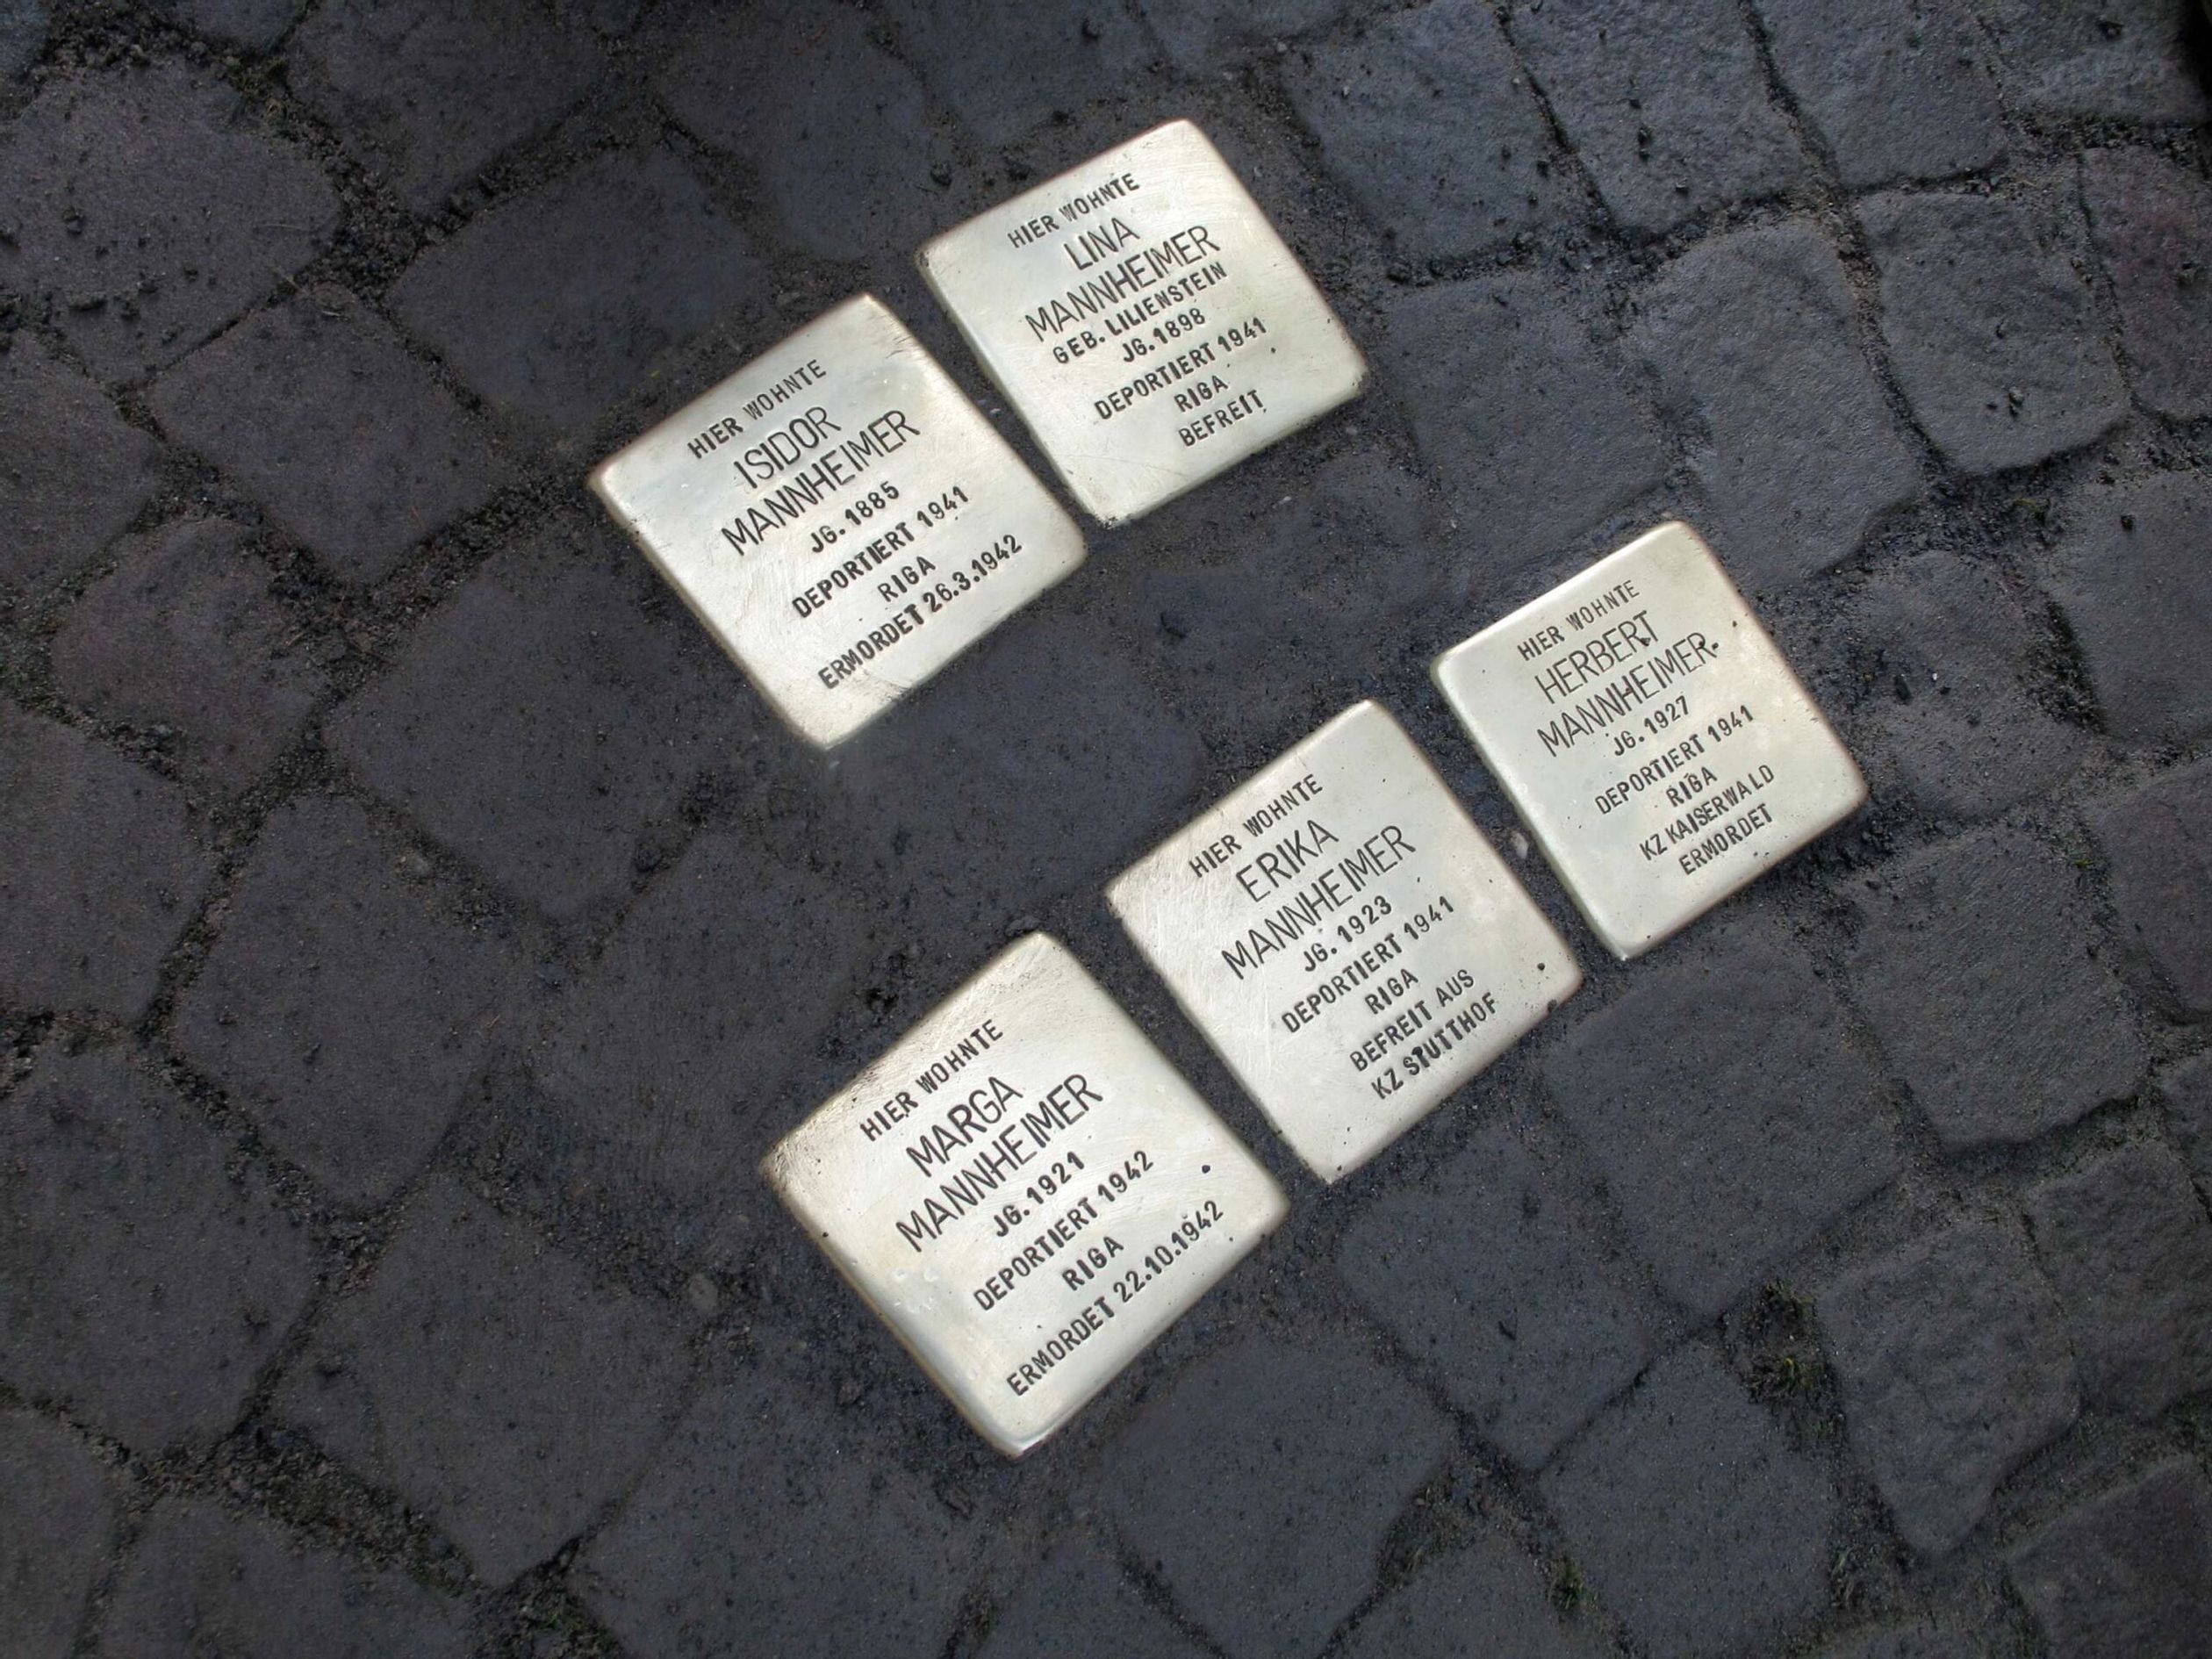 HIER WOHNTE
LINA
MANNHEIMER
GEB. LILIENSTEIN
JG. 1898
DEPORTIERT 1941
RIGA
BEFREIT
HIER WOHNTE
ISIDOR
MANNHEIMER
JG. 1885
DEPORTIERT 1941
RIGA
ERMORDET 26.3.1942
HIER WOHNTE
HERBERT
MANNHEIMER
JG. 1927
DEPORTIERT 1941
RIGA
KZ KAISERWALD
ERMORDET
HIER WOHNTE
ERIKA
MANNHEIMER
JG. 1923
DEPORTIERT 1941
RIGA
BEFREIT AUS
KZ STUTTHOF
HIER WOHNTE
MARGA
MANNHEIMER
JG. 1921
DEPORTIERT 1942
RIGA
ERMORDET 22.10.1942